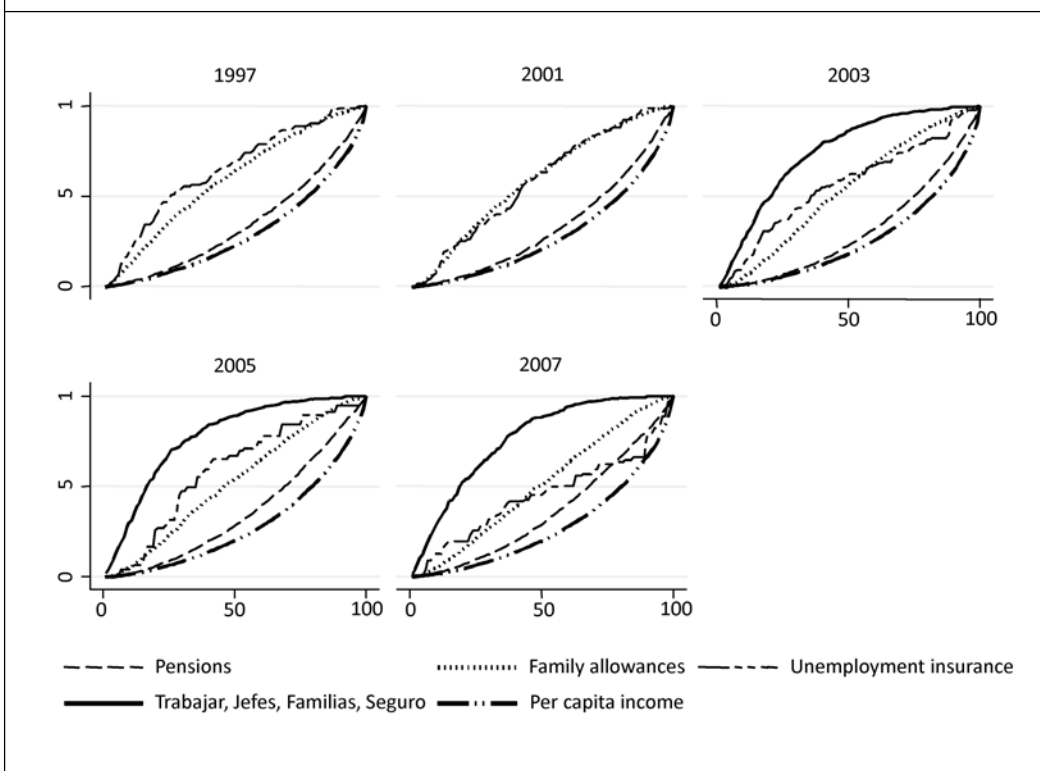 1997 2001 2003
1
5
0
0 50 100
2005 2007
1
5
0
0 50 100 0 50 100
Pensions Family allowances Unemployment insurance
Trabajar, Jefes, Familias, Seguro Per capita income